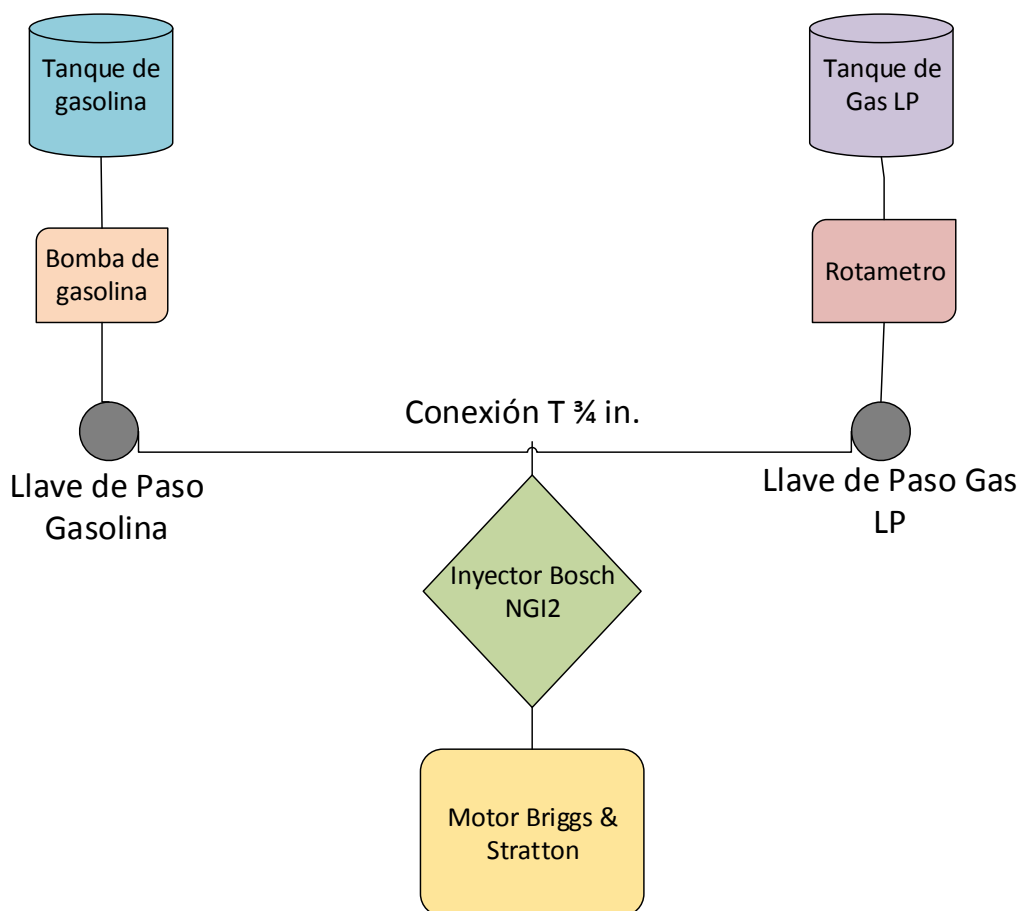 Tanque de
gasolina
Tanque de
Gas LP
Bomba de
gasolina
Rotametro
Conexión T ¾ in.
Llave de Paso
Gasolina
Llave de Paso Gas
LP
Inyector Bosch
NGI2
Motor Briggs &
Stratton